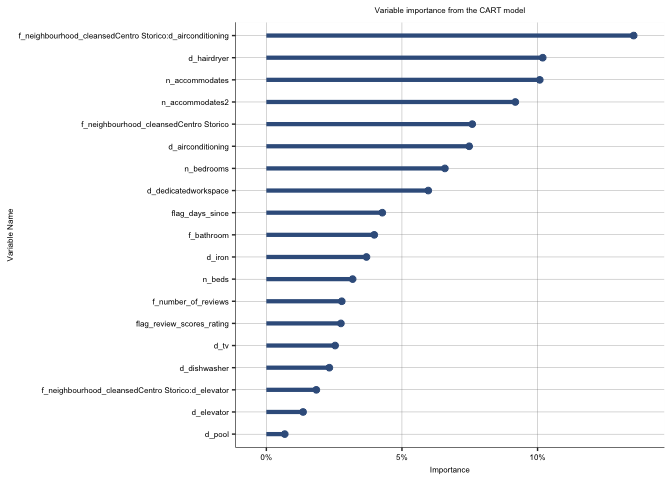 Variable importance from the CART model
f_neighbourhood_cleansedCentro Storico:d_airconditioning
d_hairdryer
n_accommodates
n_accommodates2
f_neighbourhood_cleansedCentro Storico
d_airconditioning
n_bedrooms
d_dedicatedworkspace
flag_days_since
f_bathroom
d_iron
n_beds
f_number_of_reviews
flag_review_scores_rating
d_tv
d_dishwasher
f_neighbourhood_cleansedCentro Storico:d_elevator
d_elevator
d_pool
Variable Name
0% 5% 10%
Importance